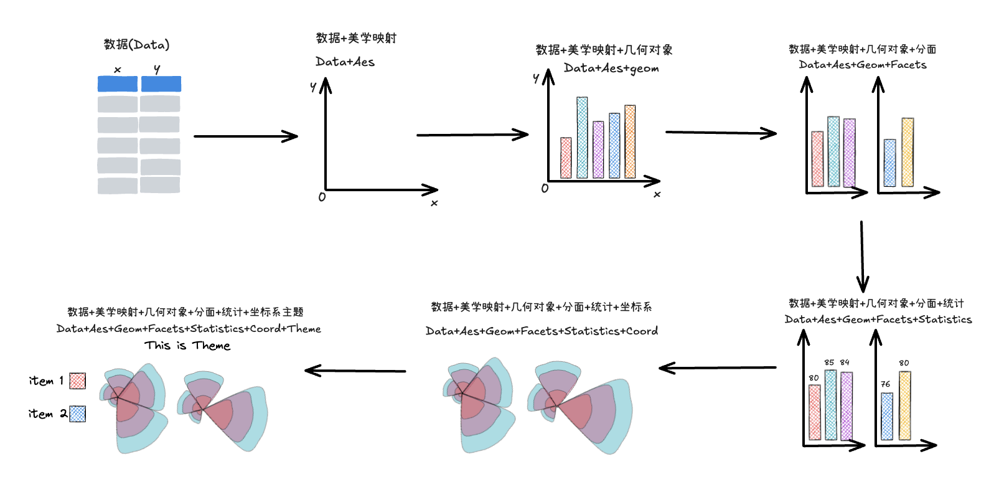 数据(Data)
x
y
数据+美学映射
Data+Aes
y
0
x
数据+美学映射+几何对象
Data+Aes+geom
y
0
x
数据+美学映射+几何对象+分面
Data+Aes+Geom+Facets
数据+美学映射+几何对象+分面+统计
Data+Aes+Geom+Facets+Statistics
80
85
84
76
80
数据+美学映射+几何对象+分面+统计+坐标系
Data+Aes+Geom+Facets+Statistics+Coord
数据+美学映射+几何对象+分面+统计+坐标系主题
Data+Aes+Geom+Facets+Statistics+Coord+Theme
This is Theme
item 1
item 2